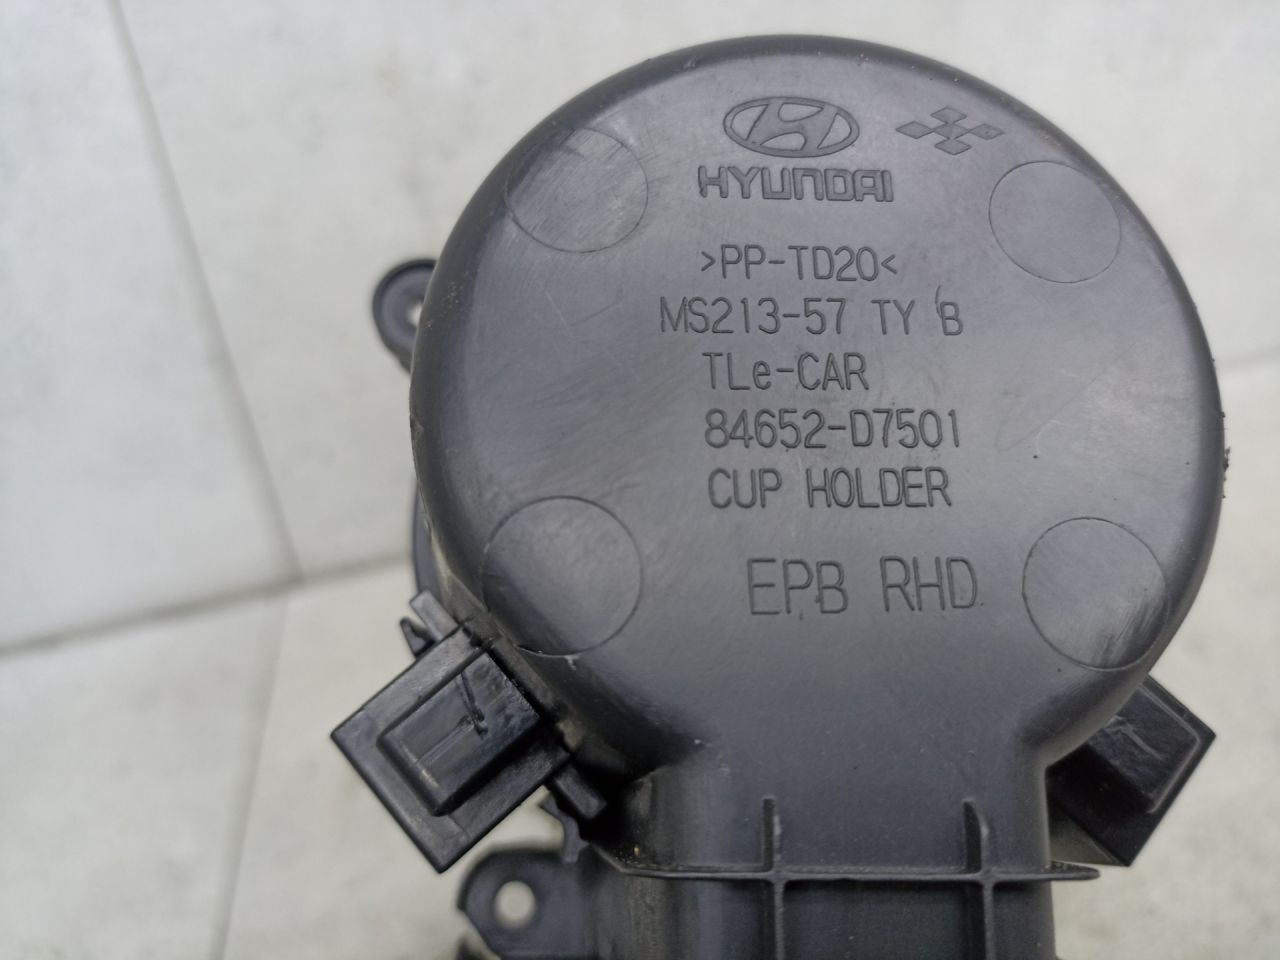 HYUNDAI
>PP-TD20<
MS213-57 TY'B
TLe-CAR
84652-D7501
CUP HOLDER
EPB RHD